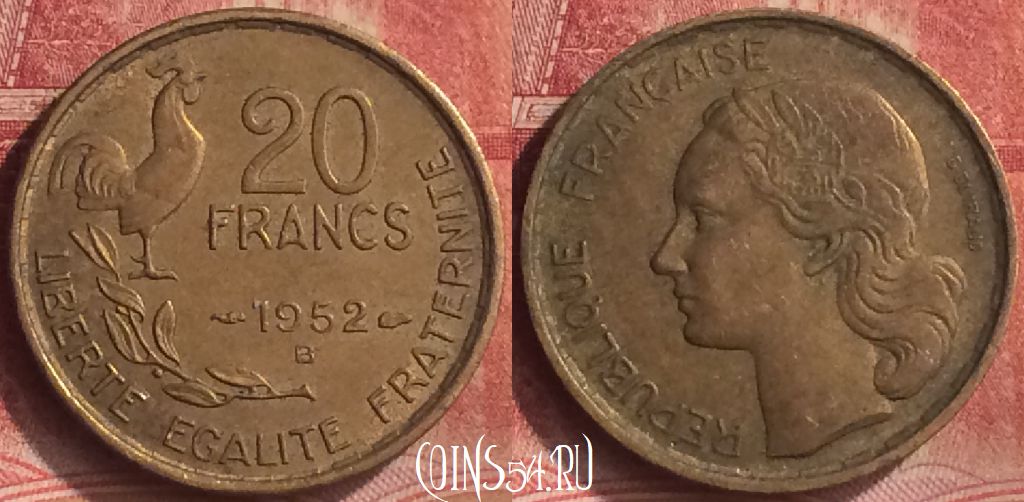 20
FRANCS
1952
B
LIBERTE EGALITE FRATERNITE
REPUBLIQUE FRANÇAISE
COINS54.RU